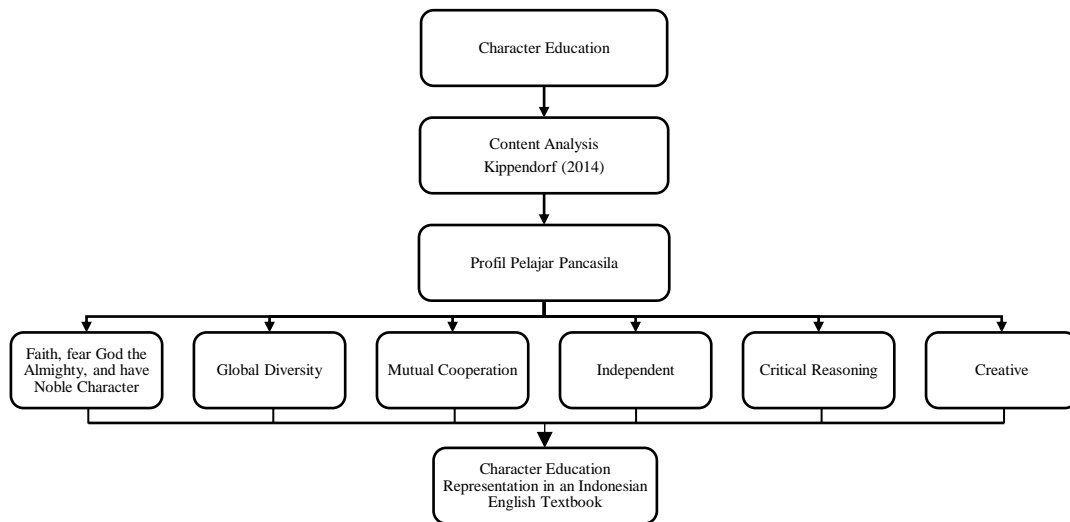 Character Education
Content Analysis
Kippendorf (2014)
Profil Pelajar Pancasila
Faith, fear God the
Almighty, and have
Noble Character
Global Diversity
Mutual Cooperation
Independent
Critical Reasoning
Creative
Character Education
Representation in an Indonesian
English Textbook